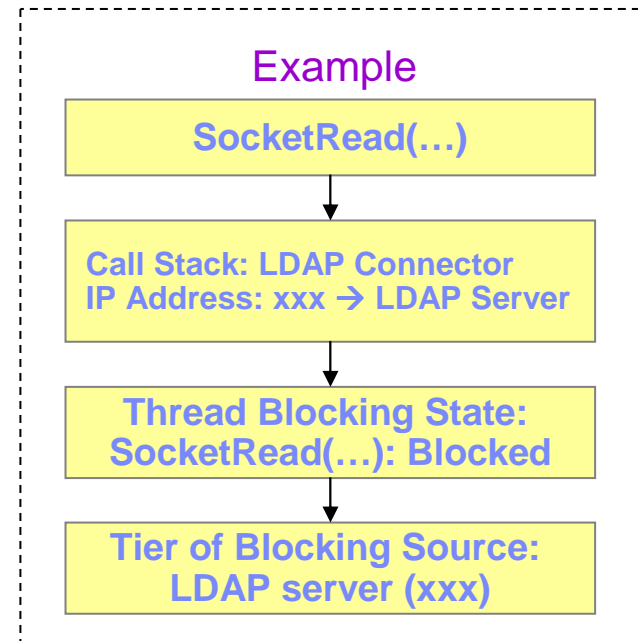 Example
SocketRead(…)
Call Stack: LDAP Connector
IP Address: xxx → LDAP Server
Thread Blocking State:
SocketRead(…): Blocked
Tier of Blocking Source:
LDAP server (xxx)